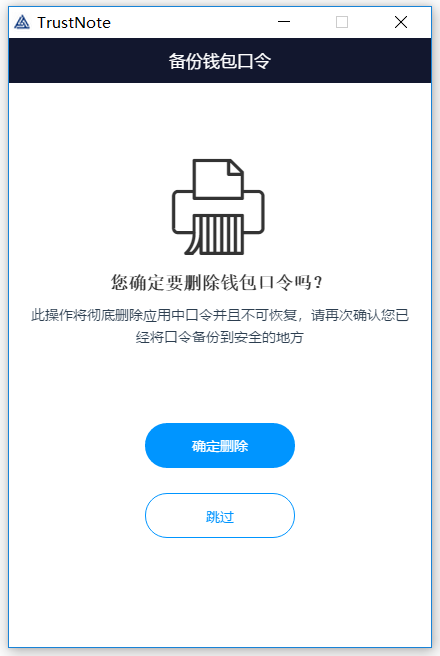 TrustNote
备份钱包口令
您确定要删除钱包口令吗？
此操作将彻底删除应用中口令并且不可恢复，请再次确认您已
经将口令备份到安全的地方
确定删除
跳过